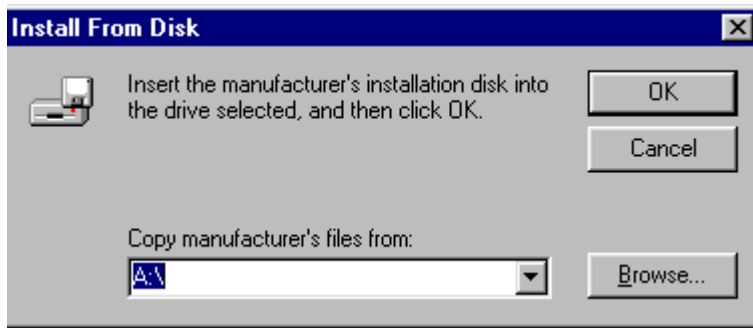 Install From Disk
Insert the manufacturer's installation disk into
the drive selected, and then click OK.
OK
Cancel
Copy manufacturer's files from:
A:\
Browse...